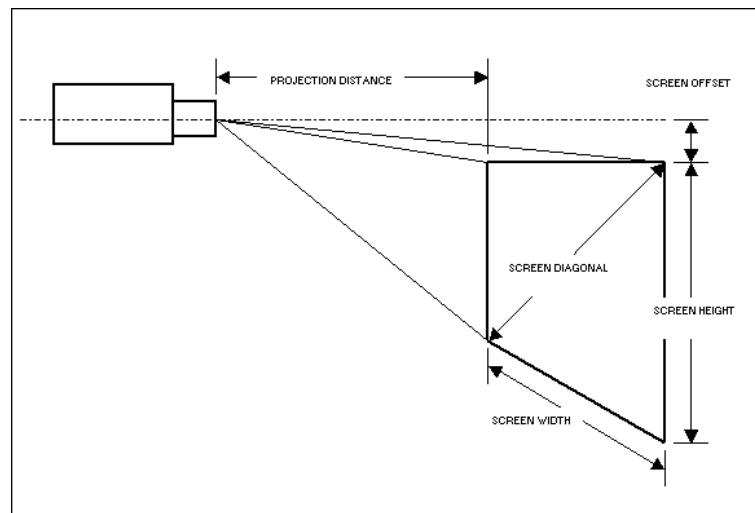 PROJECTION DISTANCE
SCREEN OFFSET
SCREEN DIAGONAL
SCREEN HEIGHT
SCREEN WIDTH